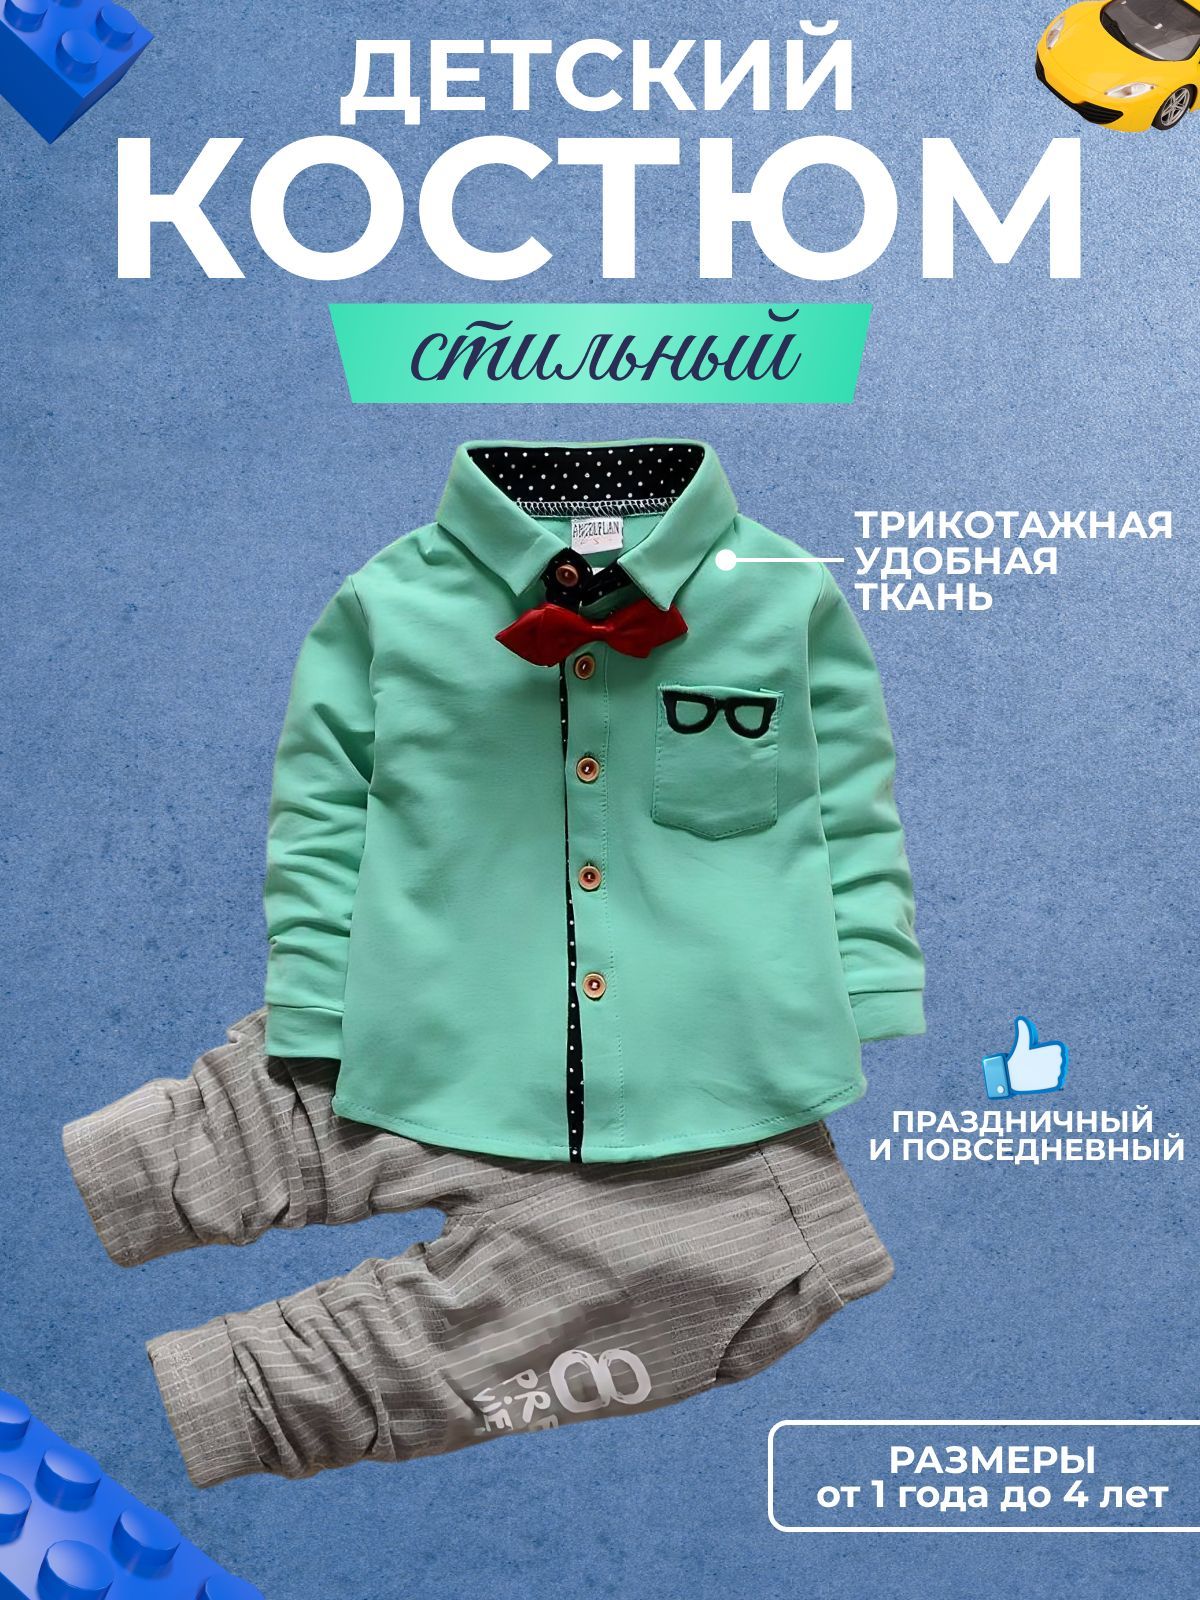 ДЕТСКИЙ
КОСТЮМ
стильный
ТРИКОТАЖНАЯ
УДОБНАЯ
ТКАНЬ
ПРАЗДНИЧНЫЙ
И ПОВСЕДНЕВНЫЙ
РАЗМЕРЫ
от 1 года до 4 лет